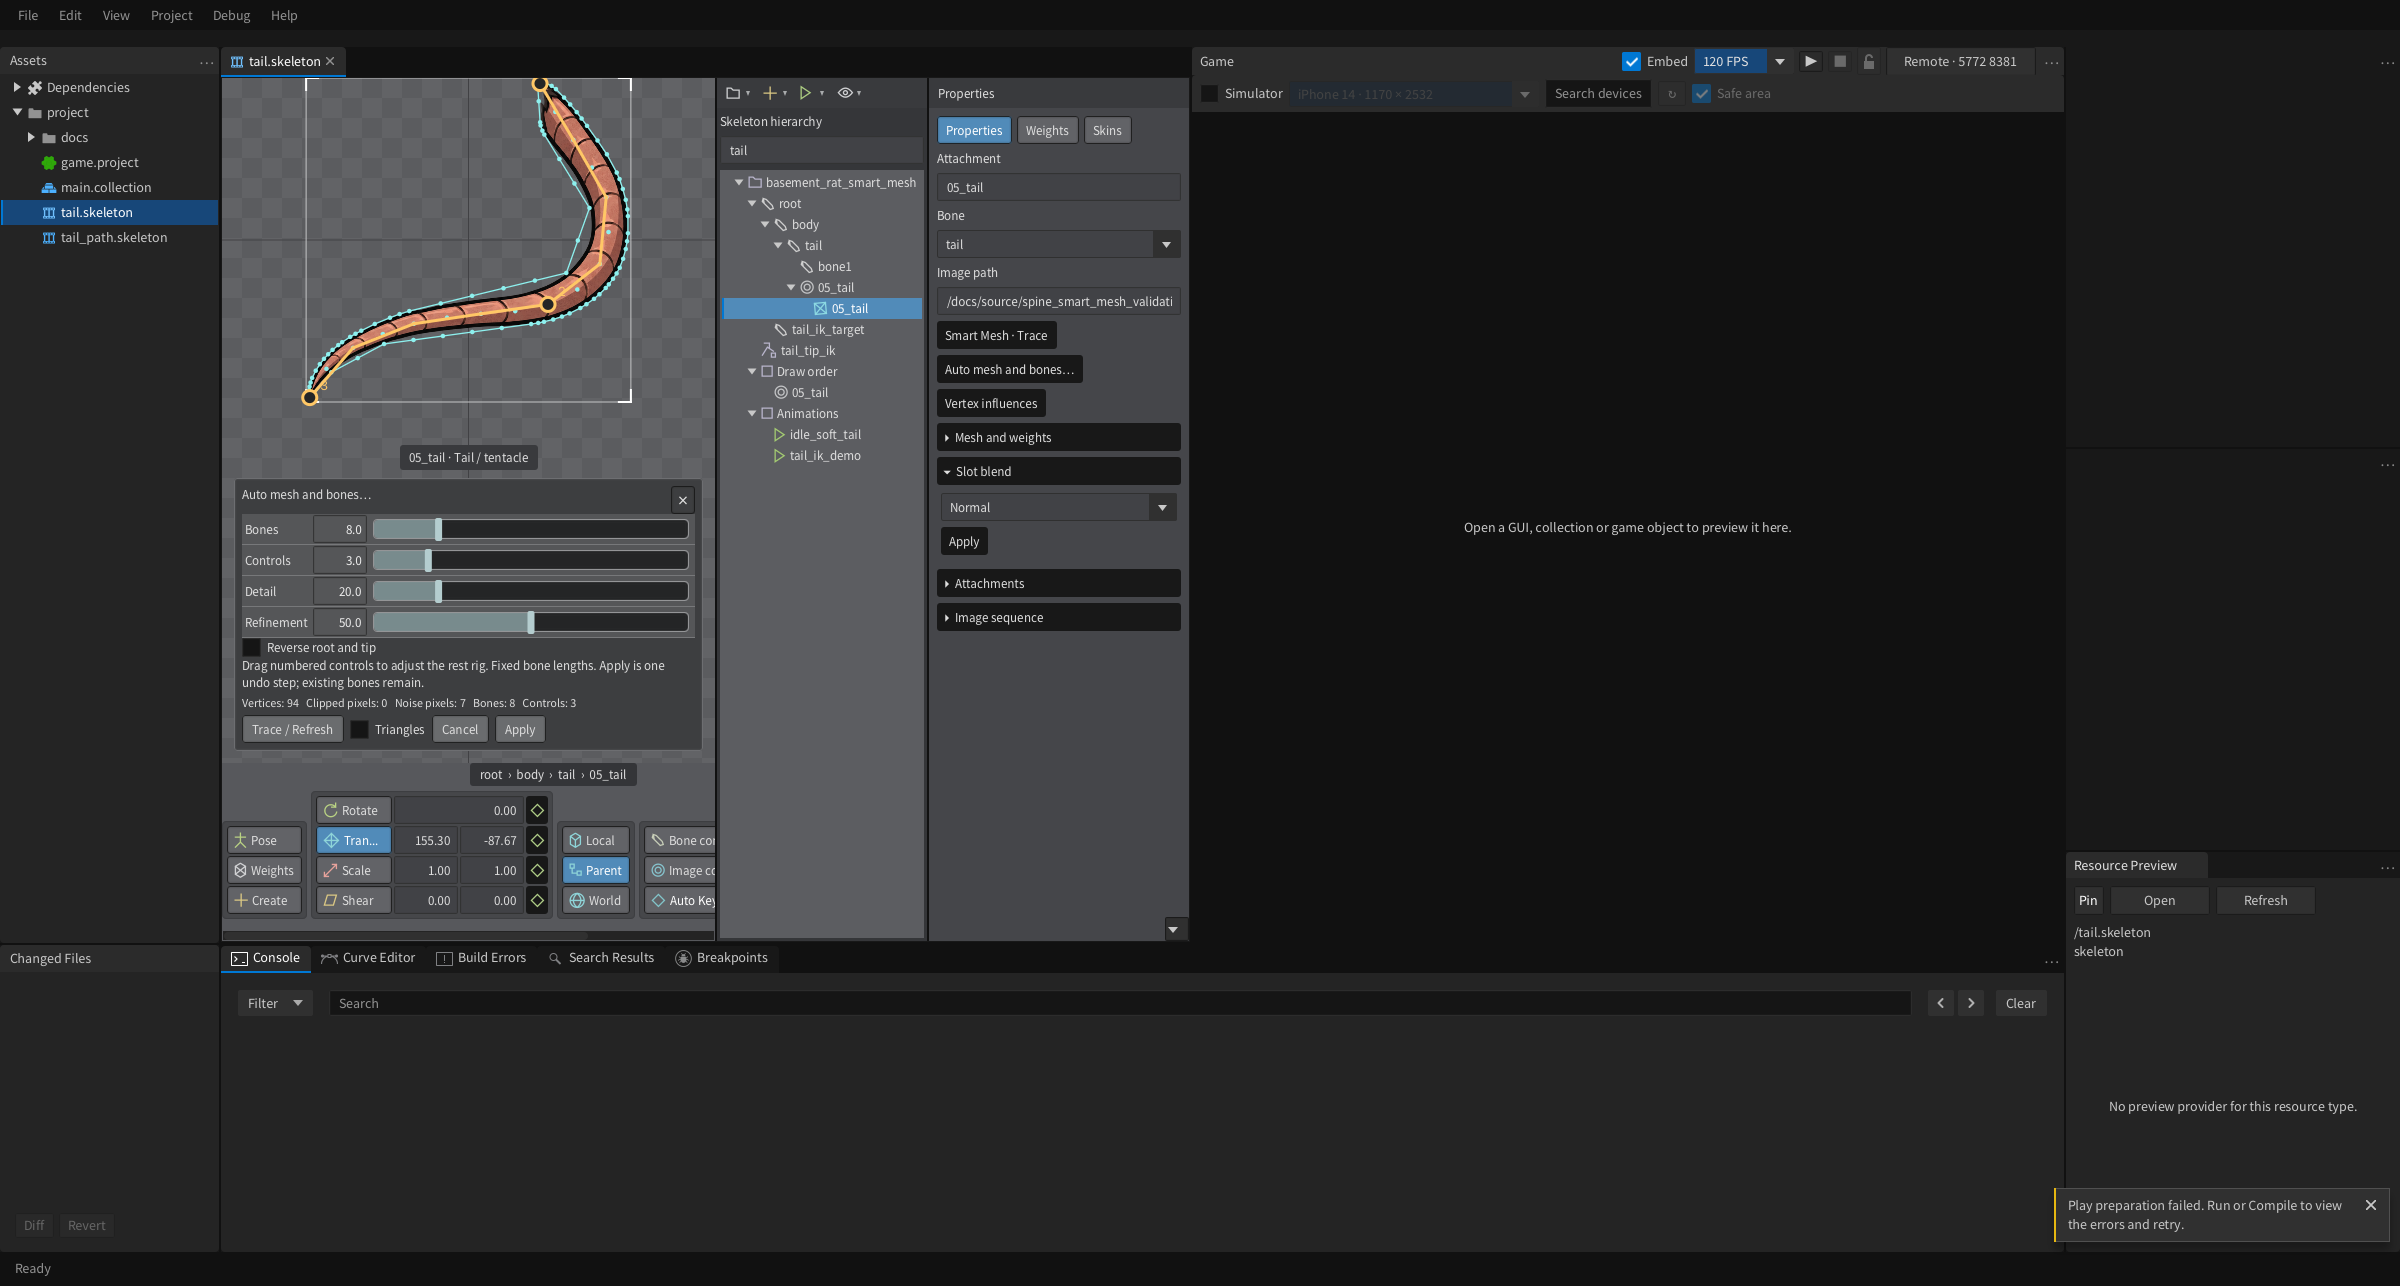 File Edit View Project Debug Help
Assets
Dependencies
project
docs
game.project
main.collection
tail.skeleton
tail_path.skeleton
tail.skeleton
3
05_tail · Tail / tentacle
Auto mesh and bones…
Bones 8.0
Controls 3.0
Detail 20.0
Refinement 50.0
Reverse root and tip
Drag numbered controls to adjust the rest rig. Fixed bone lengths. Apply is one
undo step; existing bones remain.
Vertices: 94 Clipped pixels: 0 Noise pixels: 7 Bones: 8 Controls: 3
Trace / Refresh Triangles Cancel Apply
root › body › tail › 05_tail
Rotate 0.00
Pose Tran... 155.30 -87.67 Local Bone co
Weights Scale 1.00 1.00 Parent Image c
Create Shear 0.00 0.00 World Auto Key
Skeleton hierarchy
tail
basement_rat_smart_mesh
root
body
tail
bone1
05_tail
05_tail
tail_ik_target
tail_tip_ik
Draw order
05_tail
Animations
idle_soft_tail
tail_ik_demo
Properties
Properties Weights Skins
Attachment
05_tail
Bone
tail
Image path
/docs/source/spine_smart_mesh_validati
Smart Mesh · Trace
Auto mesh and bones…
Vertex influences
Mesh and weights
Slot blend
Normal
Apply
Attachments
Image sequence
Game Embed 120 FPS Remote · 5772 8381
Simulator iPhone 14 · 1170 × 2532 Search devices Safe area
Open a GUI, collection or game object to preview it here.
Resource Preview
Pin Open Refresh
/tail.skeleton
skeleton
No preview provider for this resource type.
Changed Files
Diff Revert
Console Curve Editor Build Errors Search Results Breakpoints
Filter Search Clear
Play preparation failed. Run or Compile to view
the errors and retry.
Ready